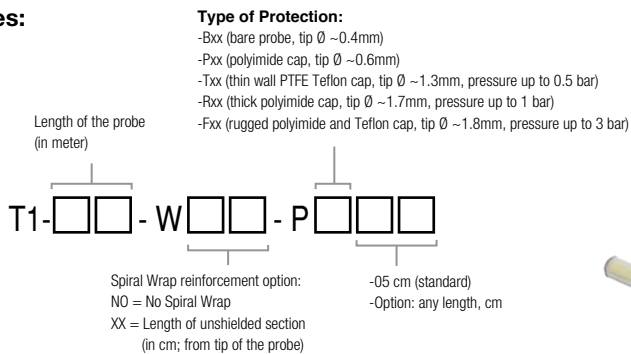 es:
Type of Protection:
-Bxx (bare probe, tip Ø ~0.4mm)
-Pxx (polyimide cap, tip Ø ~0.6mm)
-Txx (thin wall PTFE Teflon cap, tip Ø ~1.3mm, pressure up to 0.5 bar)
-Rxx (thick polyimide cap, tip Ø ~1.7mm, pressure up to 1 bar)
-Fxx (rugged polyimide and Teflon cap, tip Ø ~1.8mm, pressure up to 3 bar)
Length of the probe
(in meter)
T1-□□ - W□□ - P□□□
Spiral Wrap reinforcement option:
NO = No Spiral Wrap
XX = Length of unshielded section
(in cm; from tip of the probe)
-05 cm (standard)
-Option: any length, cm